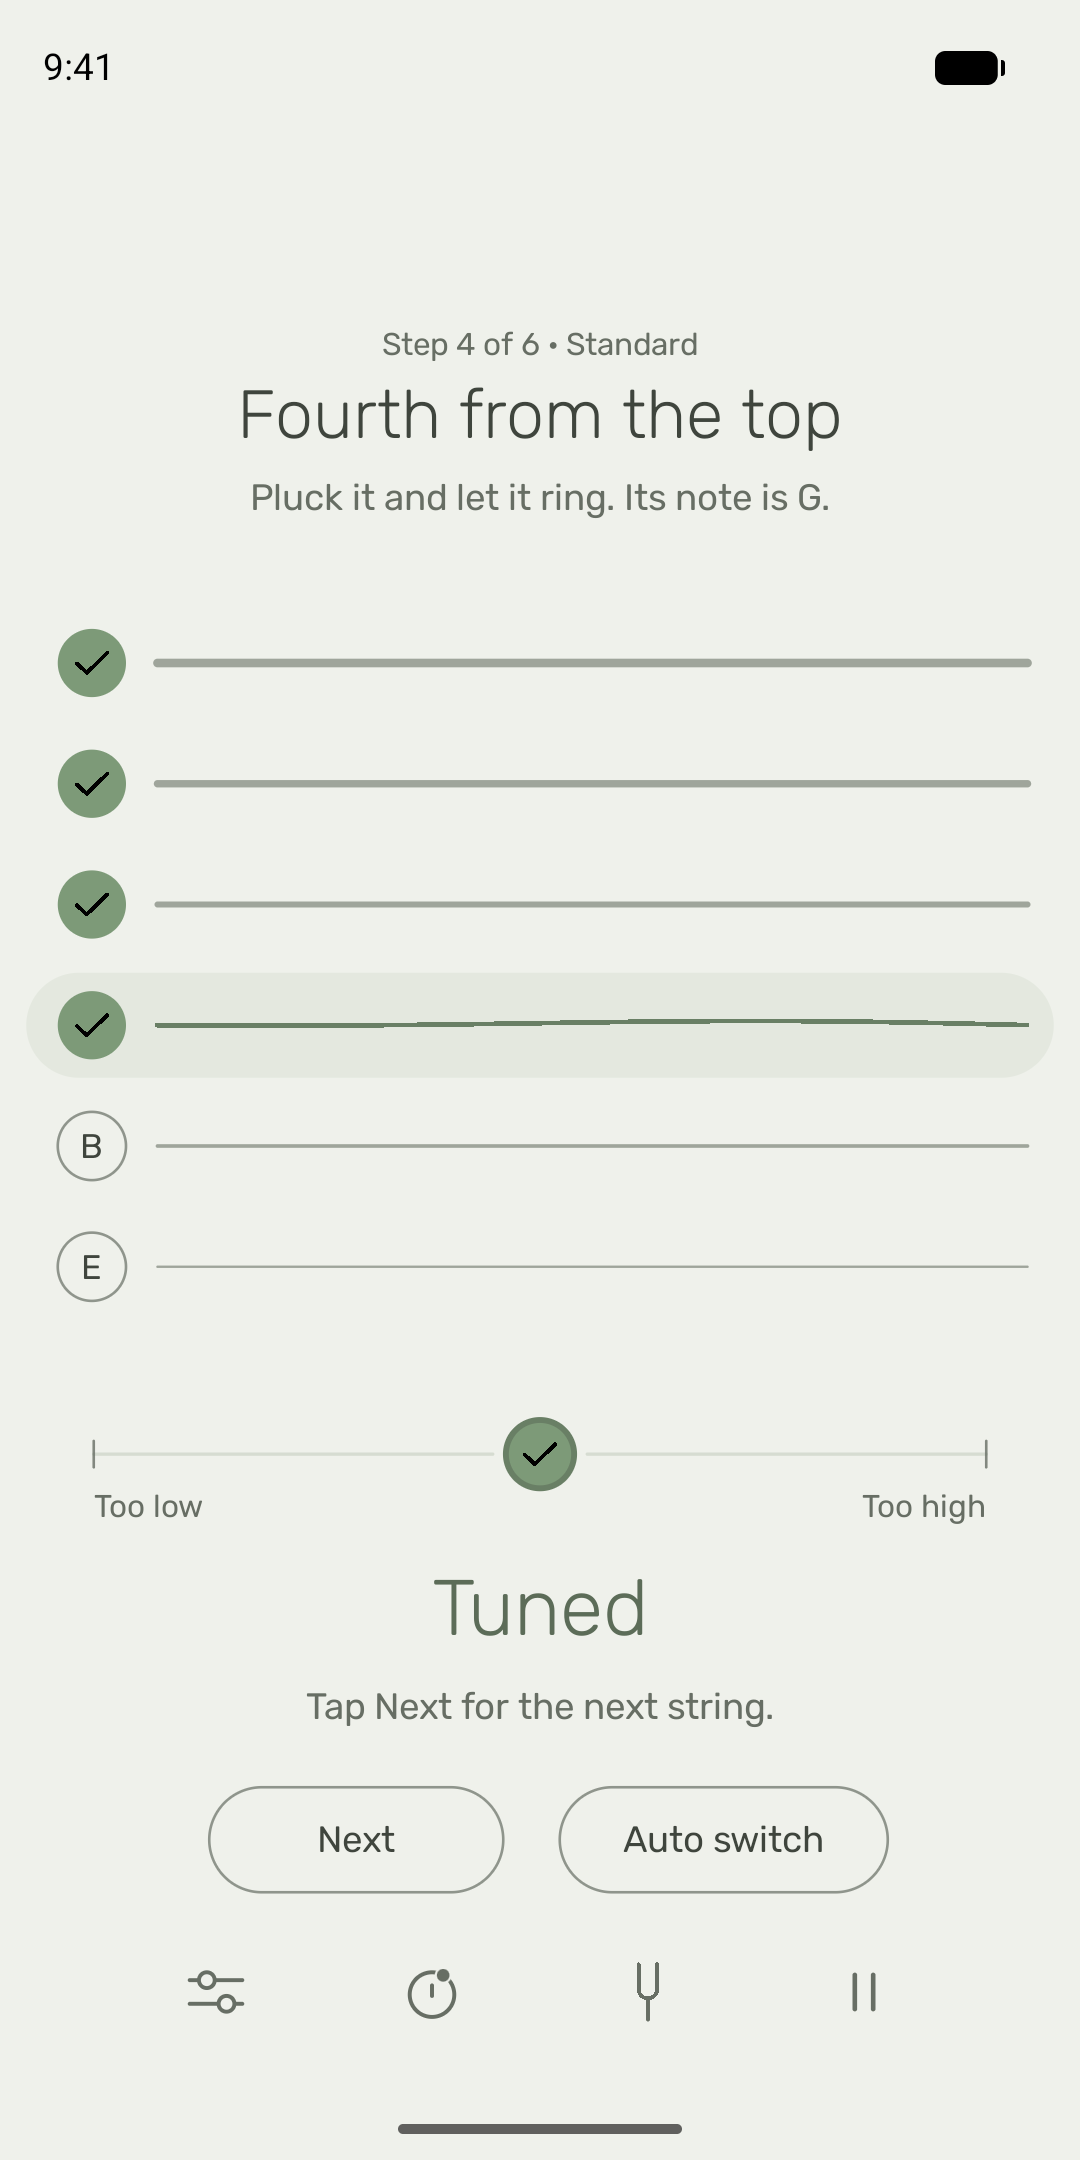 9:41
Step 4 of 6 • Standard
Fourth from the top
Pluck it and let it ring. Its note is G.
B
E
Too low
Too high
Tuned
Tap Next for the next string.
Next
Auto switch